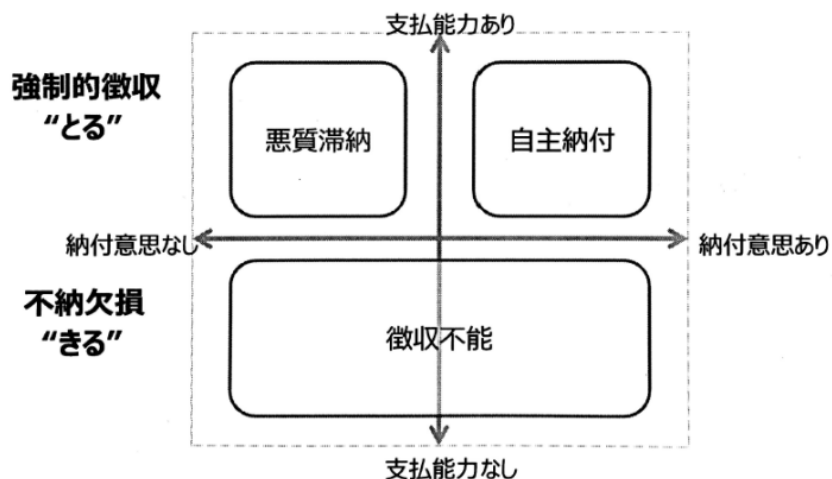 支払能力あり
強制的徴収
“とる”
悪質滞納
自主納付
納付意思なし
納付意思あり
不納欠損
“きる”
徴収不能
支払能力なし